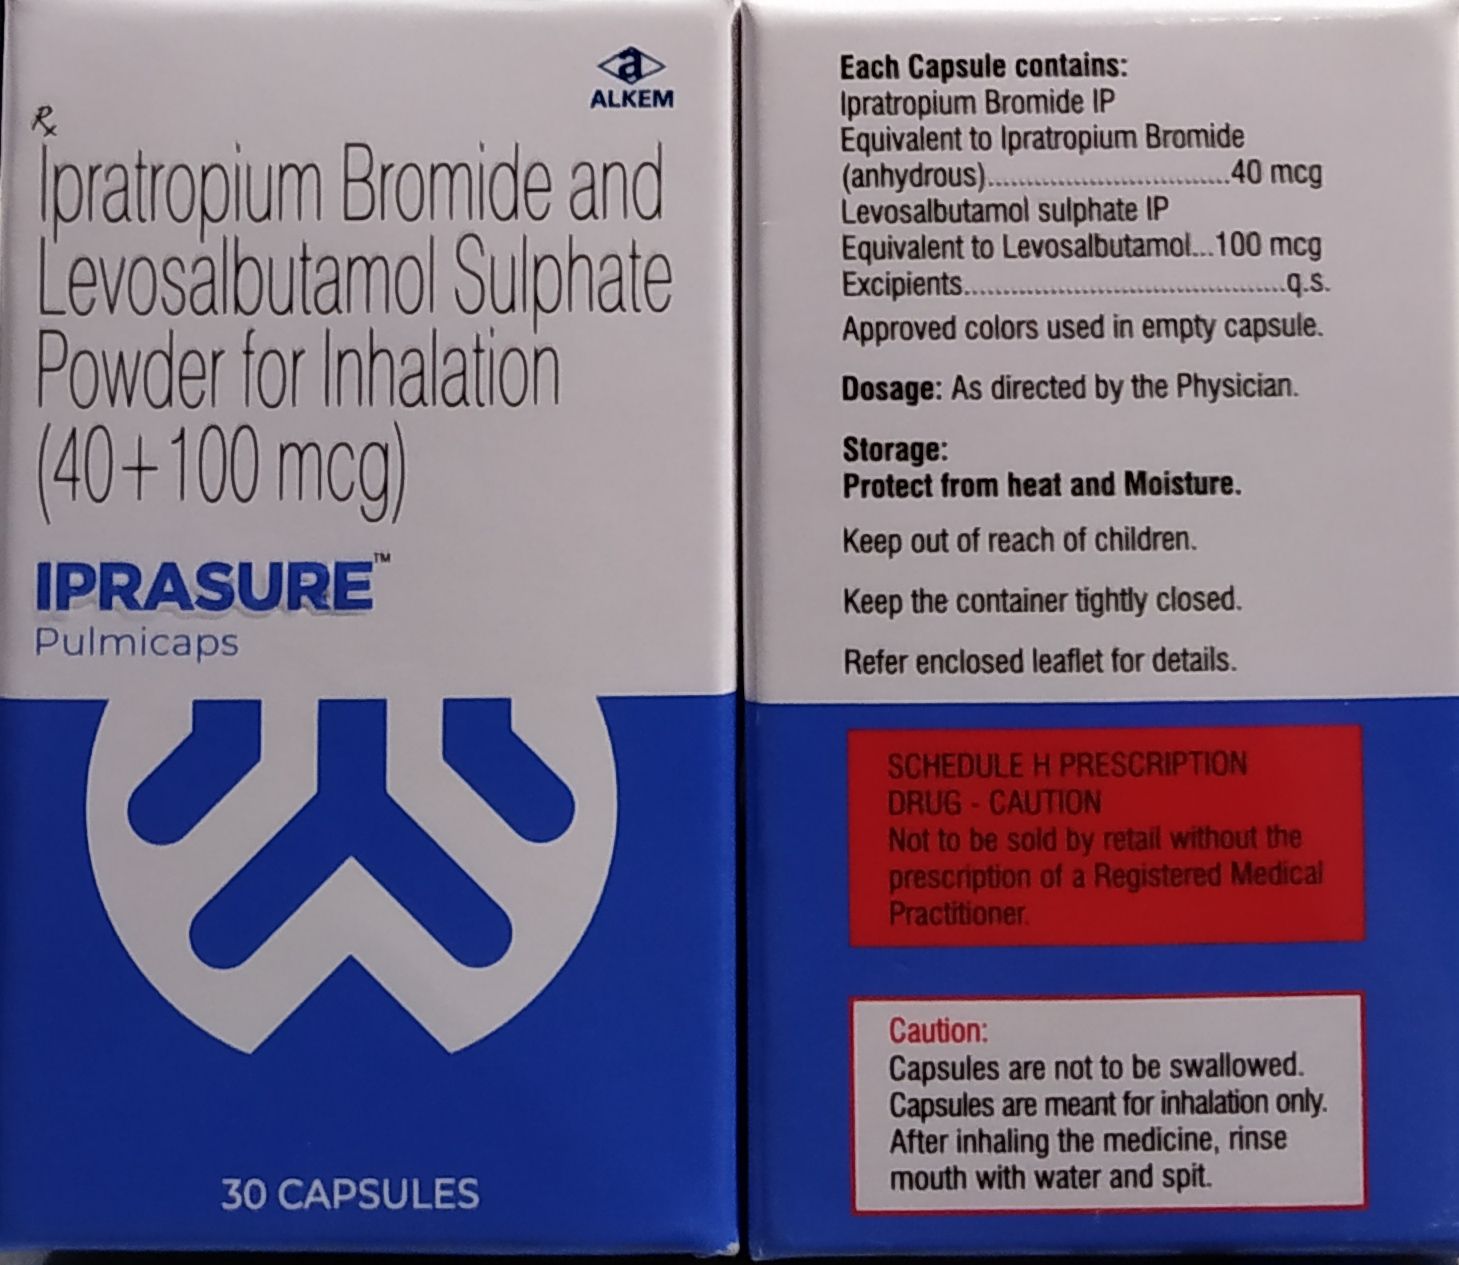 ALKEM
Rx
Ipratropium Bromide and
Levosalbutamol Sulphate
Powder for Inhalation
(40+100 mcg)
IPRASURE™
Pulmicaps
30 CAPSULES
Each Capsule contains:
Ipratropium Bromide IP
Equivalent to Ipratropium Bromide
(anhydrous)...............................40 mcg
Levosalbutamol sulphate IP
Equivalent to Levosalbutamol...100 mcg
Excipients..........................................q.s.
Approved colors used in empty capsule.
Dosage: As directed by the Physician.
Storage:
Protect from heat and Moisture.
Keep out of reach of children.
Keep the container tightly closed.
Refer enclosed leaflet for details.
SCHEDULE H PRESCRIPTION
DRUG - CAUTION
Not to be sold by retail without the
prescription of a Registered Medical
Practitioner.
Caution:
Capsules are not to be swallowed.
Capsules are meant for inhalation only.
After inhaling the medicine, rinse
mouth with water and spit.